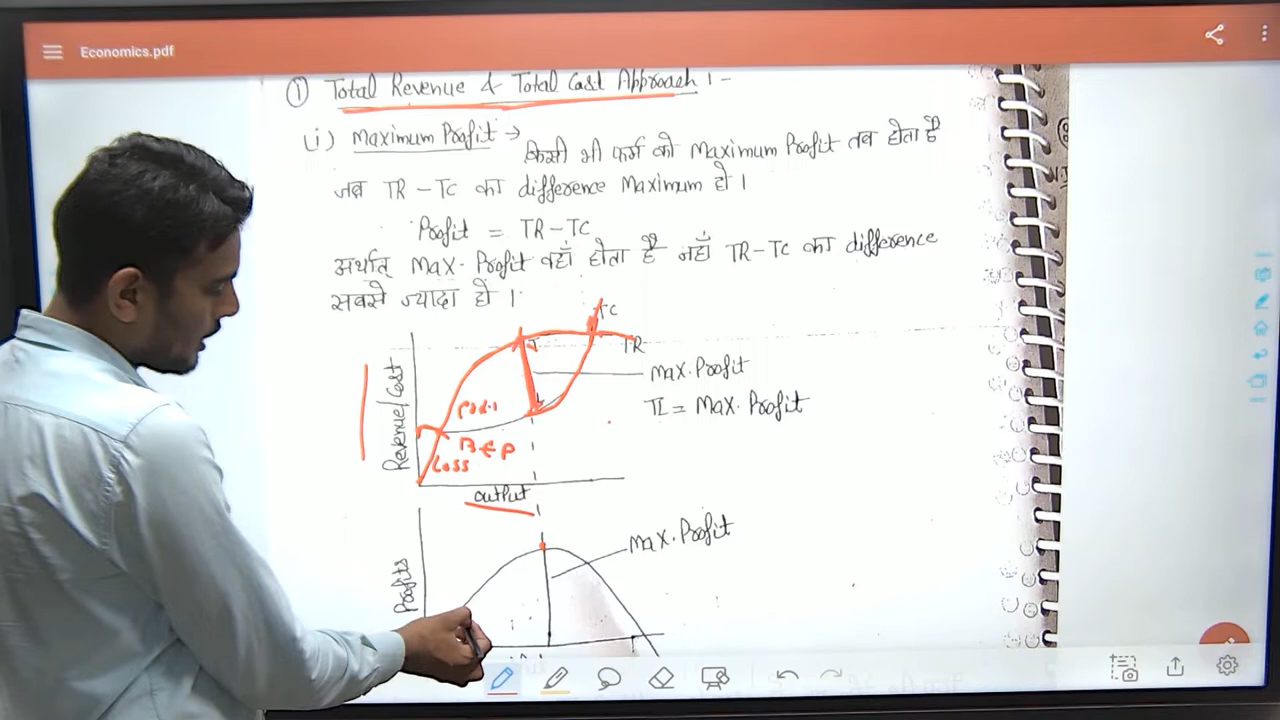 Economics.pdf
① Total Revenue & Total Cost Approach :-
(i) Maximum Profit → किसी भी फर्म को Maximum Profit तब होता है
जब TR - TC का difference Maximum हो ।
Profit = TR - TC
अर्थात् Max. Profit वहाँ होता है जहाँ TR - TC का difference
सबसे ज्यादा हो ।
TC
TR
Revenue/Cost
Max. Profit
TL = Max. Profit
BEP
Loss
output
Max. Profit
Profits